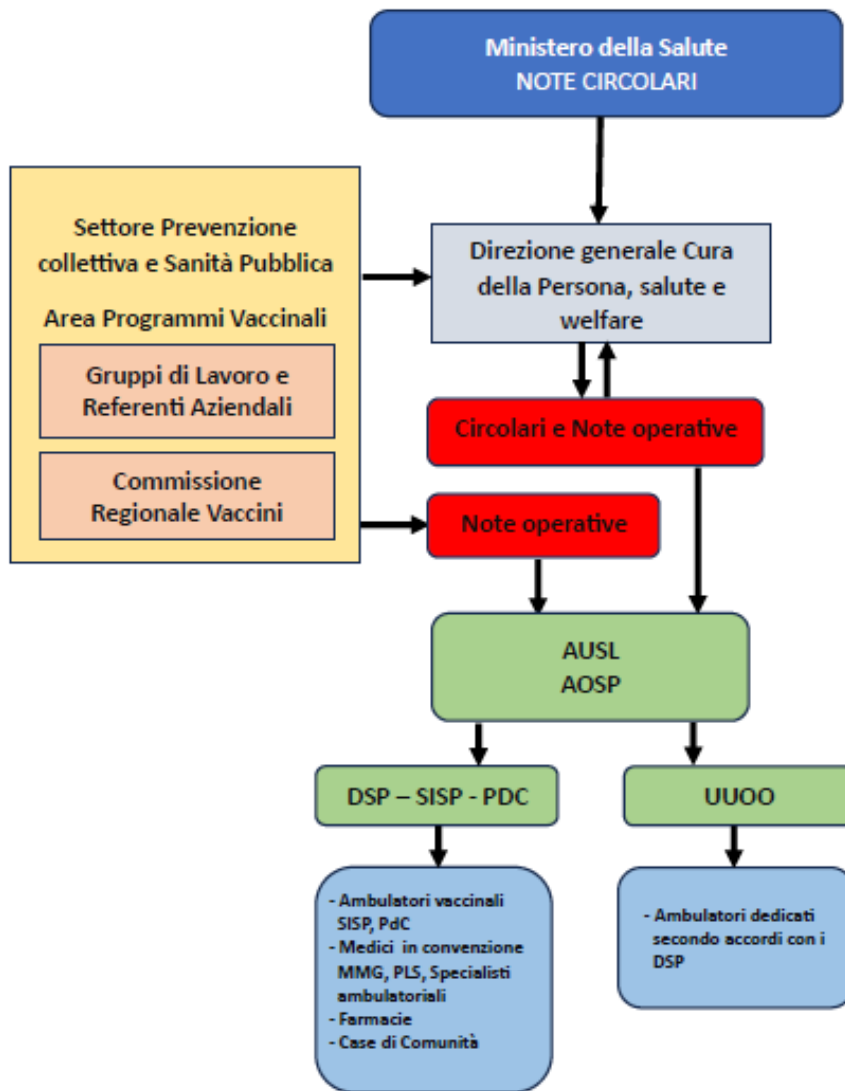 Ministero della Salute
NOTE CIRCOLARI
Settore Prevenzione
collettiva e Sanità Pubblica
Area Programmi Vaccinali
Gruppi di Lavoro e
Referenti Aziendali
Commissione
Regionale Vaccini
Direzione generale Cura
della Persona, salute e
welfare
Circolari e Note operative
Note operative
AUSL
AOSP
DSP – SISP - PDC
UUOO
- Ambulatori vaccinali
SISP, PdC
- Medici in convenzione
MMG, PLS, Specialisti
ambulatoriali
- Farmacie
- Case di Comunità
- Ambulatori dedicati
secondo accordi con i
DSP